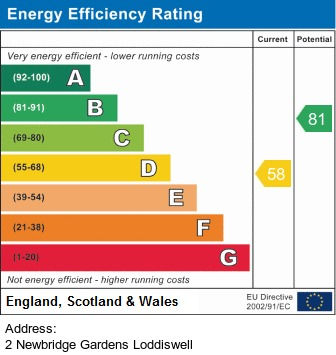 Energy Efficiency Rating
Current Potential
Very energy efficient - lower running costs
(92-100) A
(81-91) B
81
(69-80) C
(55-68) D
58
(39-54) E
(21-38) F
(1-20) G
Not energy efficient - higher running costs
England, Scotland & Wales
EU Directive
2002/91/EC
Address:
2 Newbridge Gardens Loddiswell